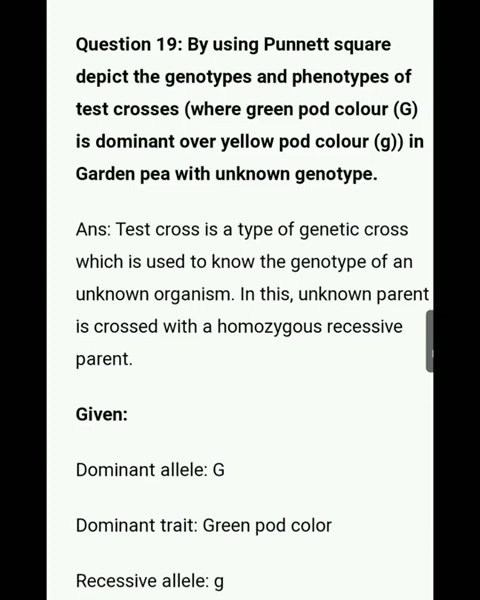 Question 19: By using Punnett square
depict the genotypes and phenotypes of
test crosses (where green pod colour (G)
is dominant over yellow pod colour (g)) in
Garden pea with unknown genotype.
Ans: Test cross is a type of genetic cross
which is used to know the genotype of an
unknown organism. In this, unknown parent
is crossed with a homozygous recessive
parent.
Given:
Dominant allele: G
Dominant trait: Green pod color
Recessive allele: g